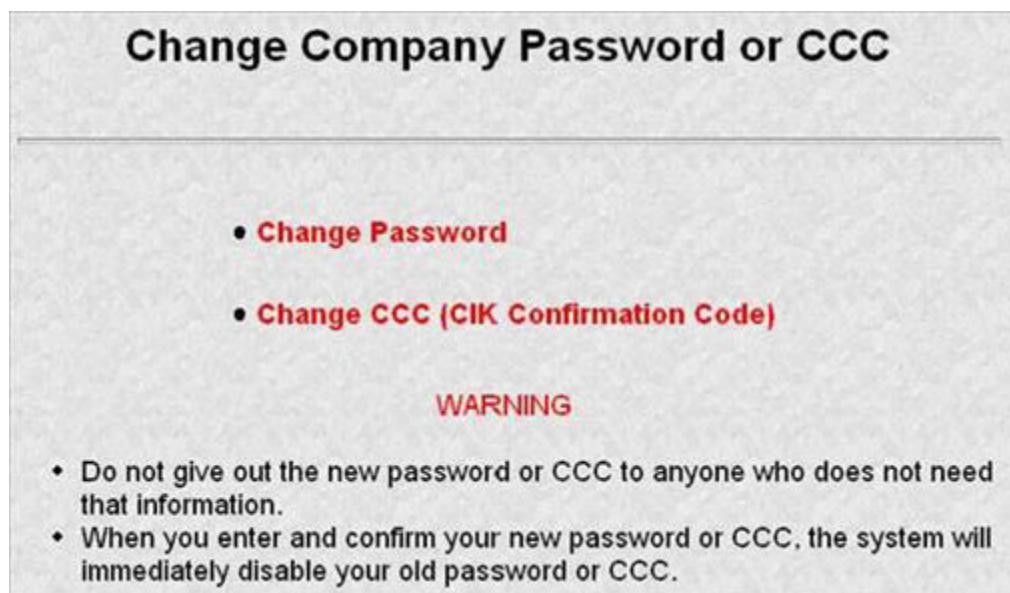 Change Company Password or CCC
• Change Password
• Change CCC (CIK Confirmation Code)
WARNING
• Do not give out the new password or CCC to anyone who does not need
that information.
• When you enter and confirm your new password or CCC, the system will
immediately disable your old password or CCC.